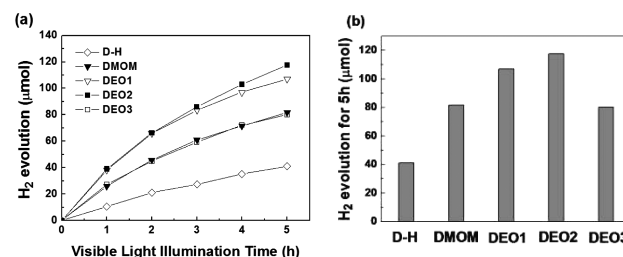 (a)
140
120
100
80
60
40
20
0
H₂ evolution (μmol)
D-H
DMOM
DEO1
DEO2
DEO3
0 1 2 3 4 5
Visible Light Illumination Time (h)
(b)
120
100
80
60
40
20
0
H₂ evolution for 5h (μmol)
D-H DMOM DEO1 DEO2 DEO3